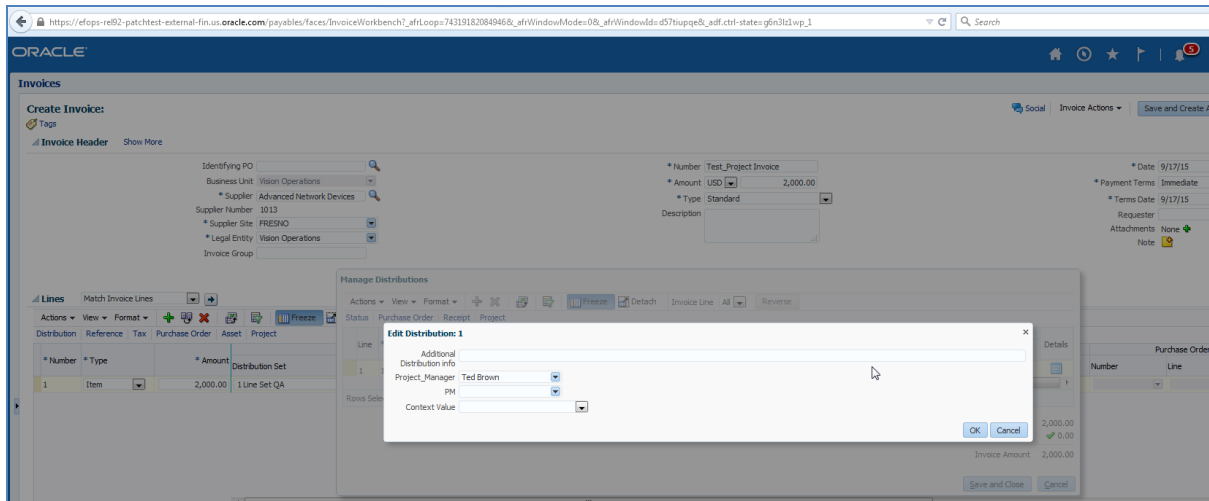 https://efops-rel92-patchtest-external-fin.us.oracle.com/payables/faces/InvoiceWorkbench?_afrLoop=74319182084946&_afrWindowMode=0&_afrWindowId=d57tiupqe&_adf.ctrl-state=g6n3lz1wp_1 Search
ORACLE 5
Invoices
Create Invoice: Social Invoice Actions Save and Create A
Tags
Invoice Header Show More
Identifying PO * Number Test_Project Invoice * Date 9/17/15
Business Unit Vision Operations * Amount USD 2,000.00 * Payment Terms Immediate
* Supplier Advanced Network Devices * Type Standard * Terms Date 9/17/15
Supplier Number 1013 Description Requester
* Supplier Site FRESNO Attachments None
* Legal Entity Vision Operations Note
Invoice Group
Manage Distributions
Lines Match Invoice Lines Actions View Format Freeze Detach Invoice Line All Reverse
Actions View Format Freeze Status Purchase Order Receipt Project
Distribution Reference Tax Purchase Order Asset Project Edit Distribution: 1
Line Details
Additional Distribution info
* Number * Type * Amount Distribution Set Project_Manager Ted Brown Purchase Order
Number Line
1 Item 2,000.00 1 Line Set QA PM
1
Rows Sele
Context Value
OK Cancel
2,000.00
0.00
Invoice Amount 2,000.00
Save and Close Cancel